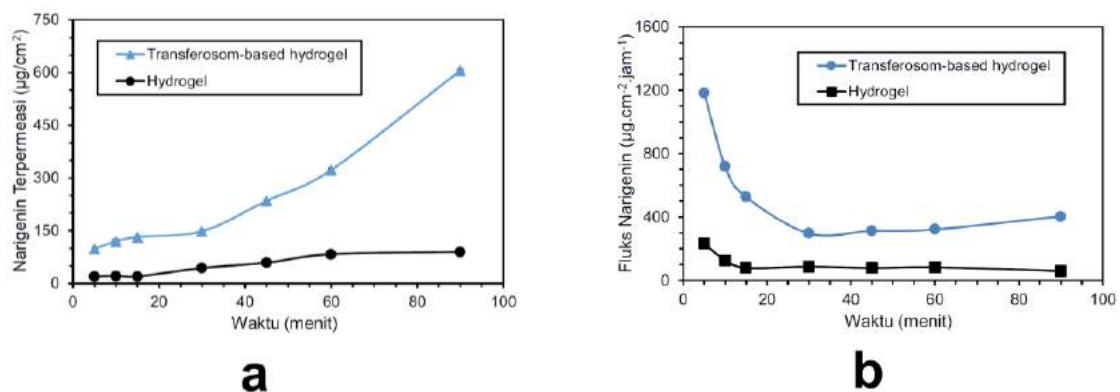 Narigenin Terpermeasi (µg/cm²)
750
600
450
300
150
0
Transferosom-based hydrogel
Hydrogel
0 20 40 60 80 100
Waktu (menit)
a
Fluks Narigenin (µg.cm⁻².jam⁻¹)
1600
1200
800
400
0
Transferosom-based hydrogel
Hydrogel
0 20 40 60 80 100
Waktu (menit)
b